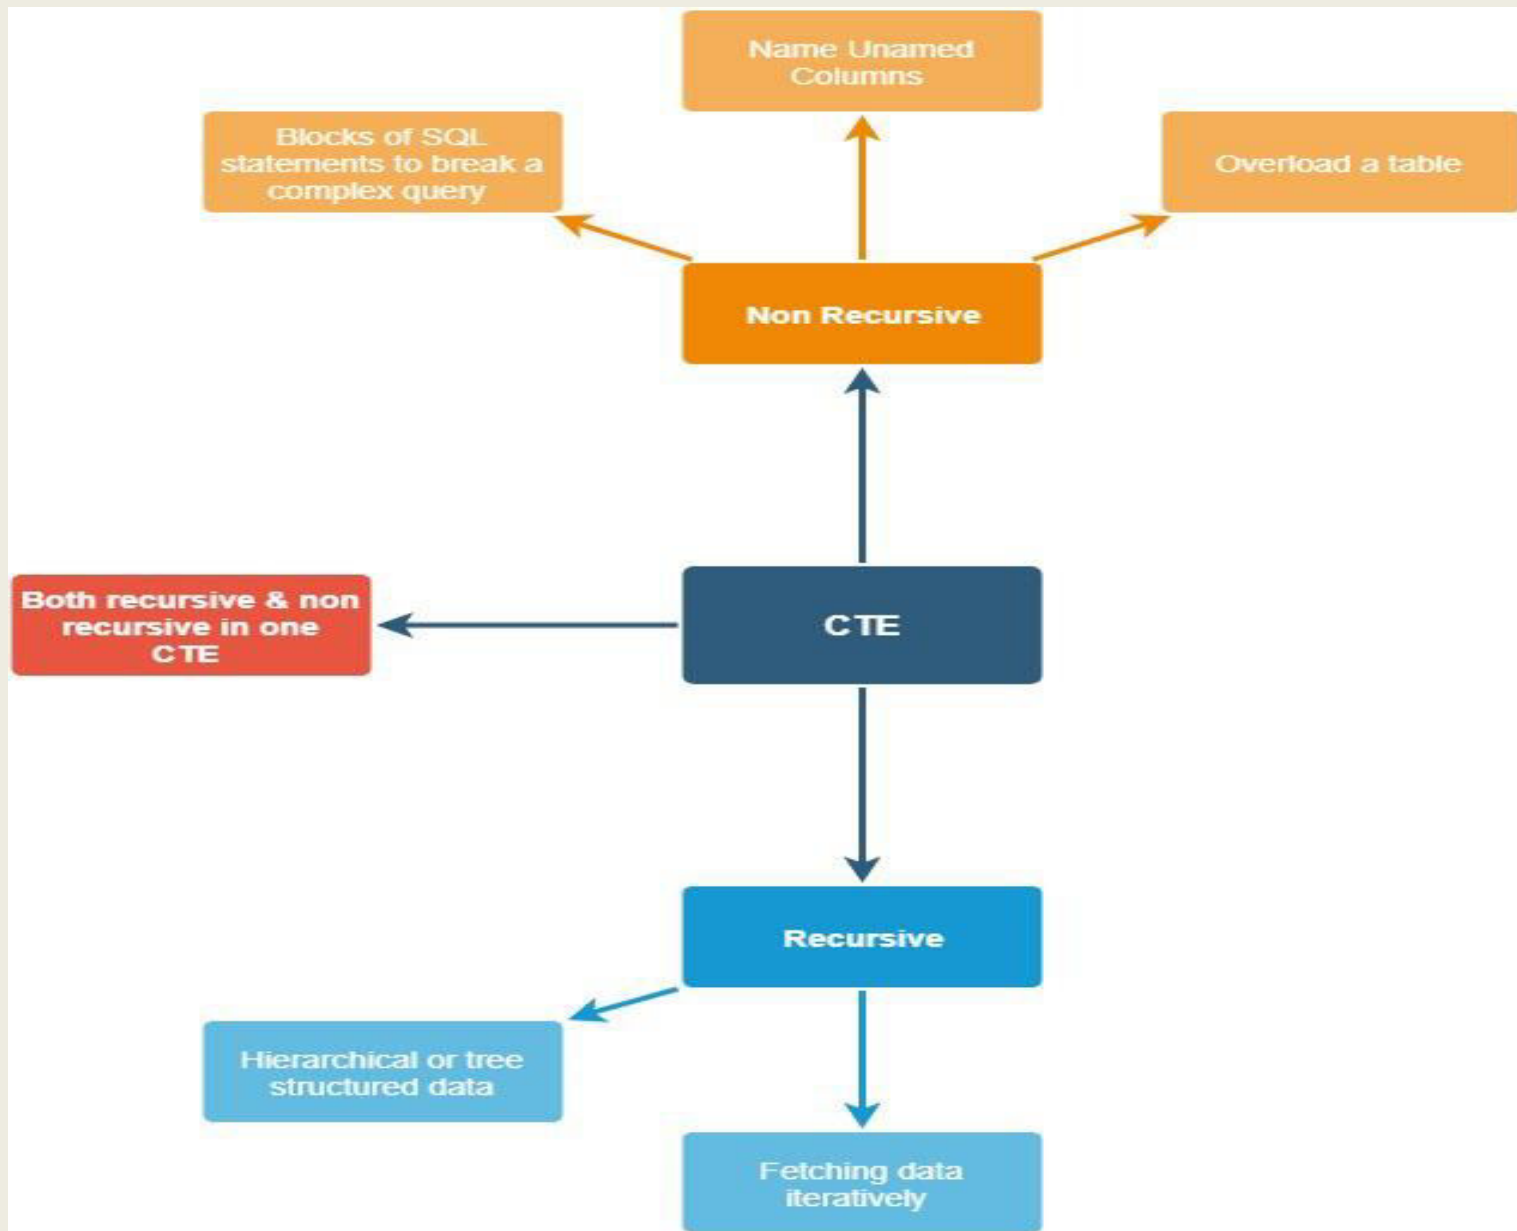 Name Unamed
Columns
Blocks of SQL
statements to break a
complex query
Overload a table
Non Recursive
Both recursive & non
recursive in one
CTE
CTE
Recursive
Hierarchical or tree
structured data
Fetching data
iteratively